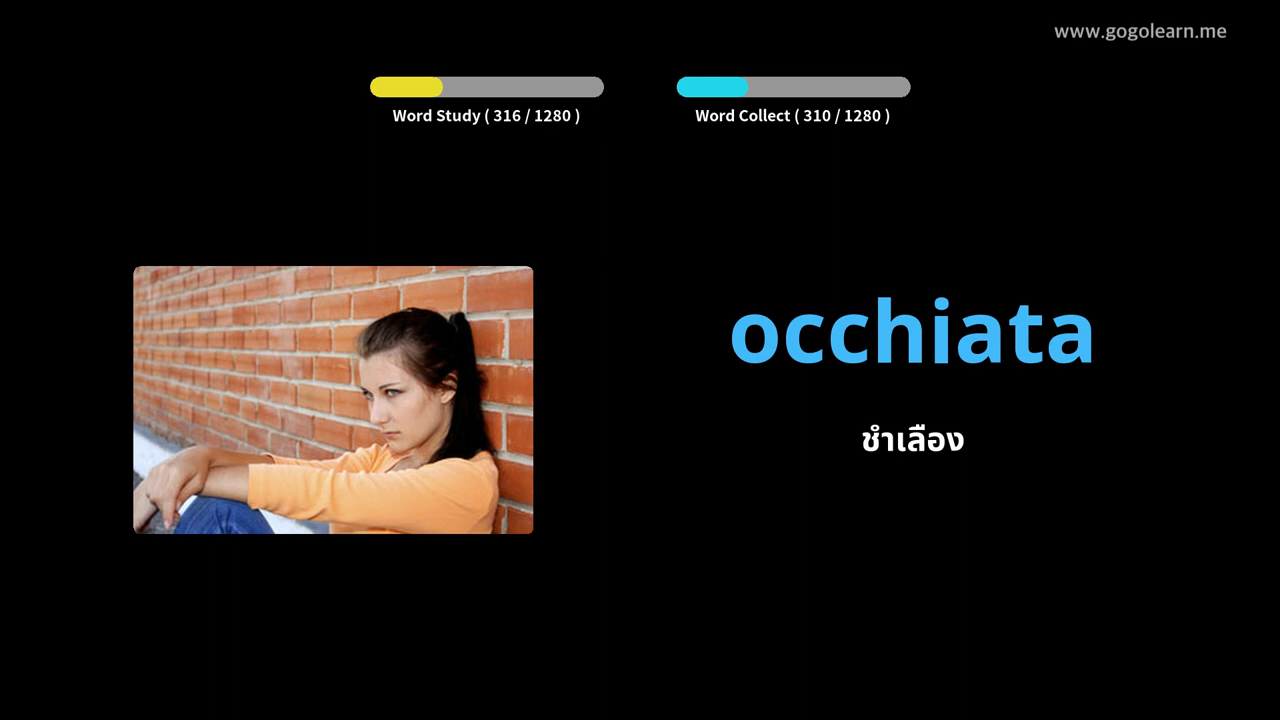 www.gogolearn.me
Word Study ( 316 / 1280 )
Word Collect ( 310 / 1280 )
occhiata
ชำเลือง